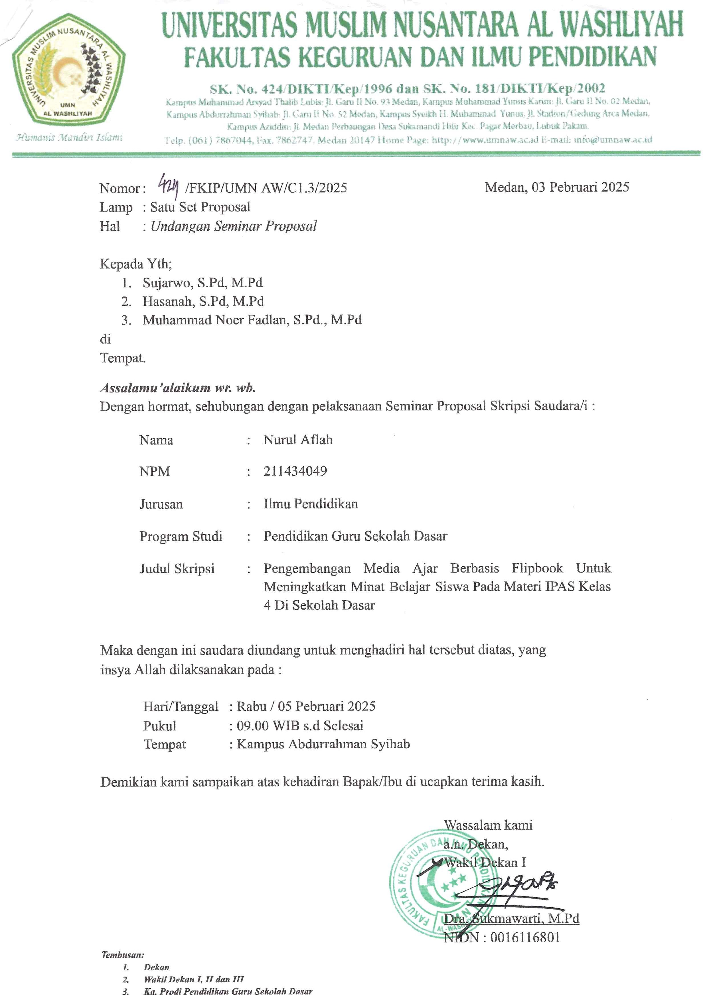 UNIVERSITAS MUSLIM NUSANTARA AL WASHLIYAH
FAKULTAS KEGURUAN DAN ILMU PENDIDIKAN
SK. No. 424/DIKTI/Kep/1996 dan SK. No. 181/DIKTI/Kep/2002
Kampus Muhammad Arsyad Thalib Lubis: Jl. Garu II No. 93 Medan, Kampus Muhammad Yunus Karim: Jl. Garu II No. 02 Medan,
Kampus Abdurrahman Syihab: Jl. Garu II No. 52 Medan, Kampus Syeikh H. Muhammad Yunus, Jl. Stadion/Gedung Arca Medan,
Kampus Aziddin: Jl. Medan Perbaungan Desa Sukamandi Hilir Kec. Pagar Merbau, Lubuk Pakam.
Telp. (061) 7867044, Fax. 7862747, Medan 20147 Home Page: http://www.umnaw.ac.id E-mail: info@umnaw.ac.id
UNIVERSITAS MUSLIM NUSANTARA AL WASHLIYAH
UMN
AL WASHLIYAH
Humanis Mandiri Islami
Nomor : 424 /FKIP/UMN AW/C1.3/2025 Medan, 03 Pebruari 2025
Lamp : Satu Set Proposal
Hal : Undangan Seminar Proposal
Kepada Yth;
1. Sujarwo, S.Pd, M.Pd
2. Hasanah, S.Pd, M.Pd
3. Muhammad Noer Fadlan, S.Pd., M.Pd
di
Tempat.
Assalamu’alaikum wr. wb.
Dengan hormat, sehubungan dengan pelaksanaan Seminar Proposal Skripsi Saudara/i :
Nama : Nurul Aflah
NPM : 211434049
Jurusan : Ilmu Pendidikan
Program Studi : Pendidikan Guru Sekolah Dasar
Judul Skripsi : Pengembangan Media Ajar Berbasis Flipbook Untuk
Meningkatkan Minat Belajar Siswa Pada Materi IPAS Kelas
4 Di Sekolah Dasar
Maka dengan ini saudara diundang untuk menghadiri hal tersebut diatas, yang
insya Allah dilaksanakan pada :
Hari/Tanggal : Rabu / 05 Pebruari 2025
Pukul : 09.00 WIB s.d Selesai
Tempat : Kampus Abdurrahman Syihab
Demikian kami sampaikan atas kehadiran Bapak/Ibu di ucapkan terima kasih.
Wassalam kami
a.n. Dekan,
Wakil Dekan I
FAKULTAS KEGURUAN DAN ILMU PENDIDIKAN
UMN
AL-WASHLIYAH
Dra. Sukmawarti, M.Pd
NIDN : 0016116801
Tembusan:
1. Dekan
2. Wakil Dekan I, II dan III
3. Ka. Prodi Pendidikan Guru Sekolah Dasar